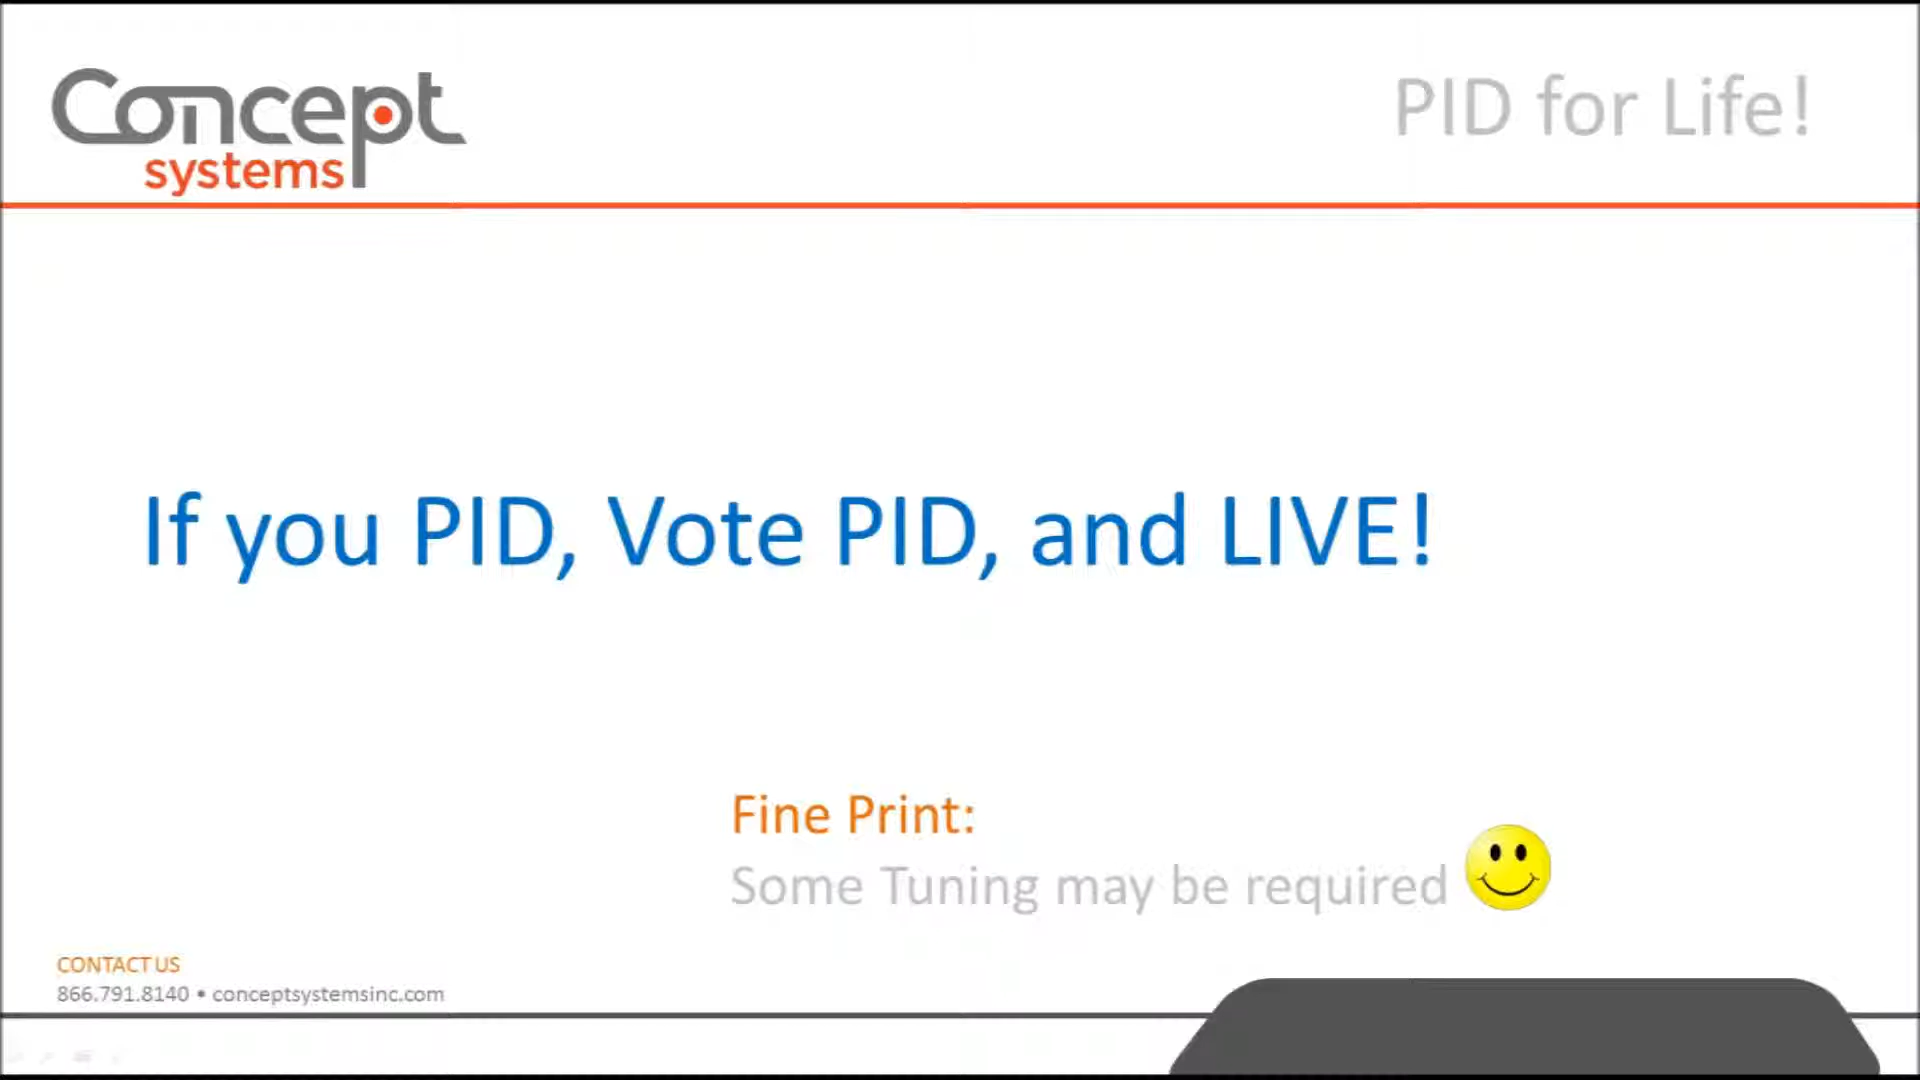 Concept
systems
PID for Life!
If you PID, Vote PID, and LIVE!
Fine Print:
Some Tuning may be required
CONTACT US
866.791.8140 • conceptsystemsinc.com